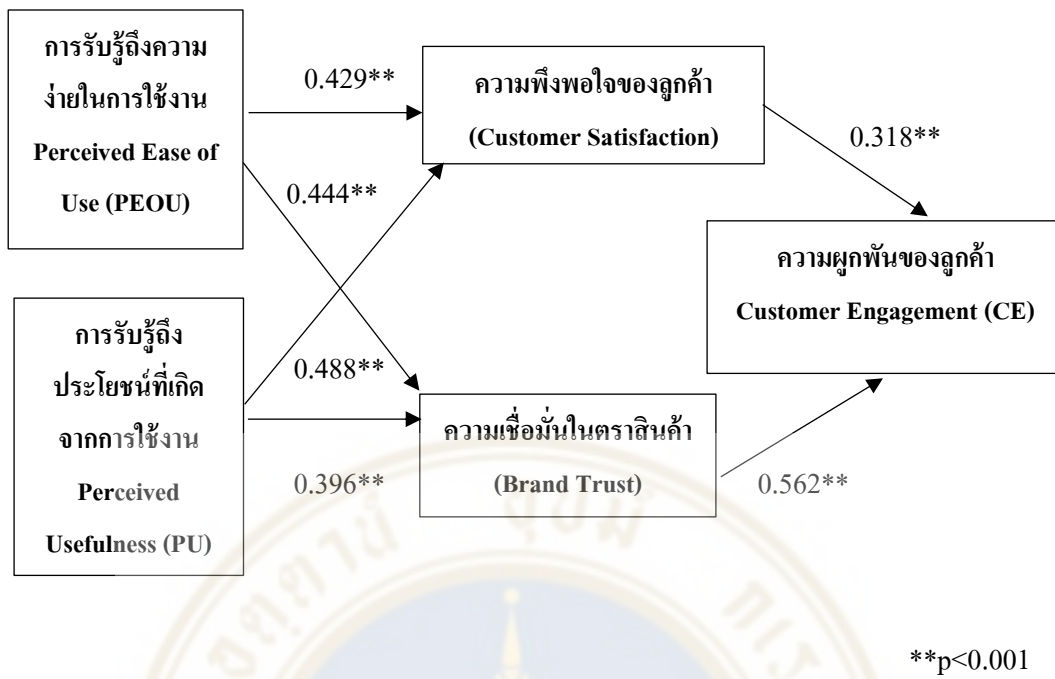 การรับรู้ถึงความ
ง่ายในการใช้งาน
Perceived Ease of
Use (PEOU)
0.429**
ความพึงพอใจของลูกค้า
(Customer Satisfaction)
0.318**
0.444**
ความผูกพันของลูกค้า
Customer Engagement (CE)
การรับรู้ถึง
ประโยชน์ที่เกิด
จากการใช้งาน
Perceived
Usefulness (PU)
0.488**
0.396**
ความเชื่อมั่นในตราสินค้า
(Brand Trust)
0.562**
**p<0.001